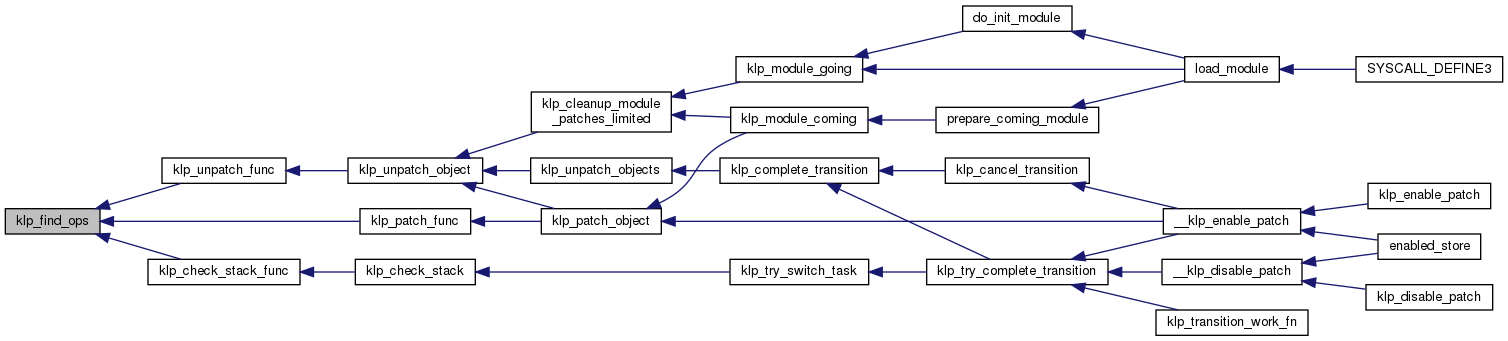 do_init_module
klp_module_going
load_module
SYSCALL_DEFINE3
klp_cleanup_module
_patches_limited
klp_module_coming
prepare_coming_module
klp_unpatch_func
klp_unpatch_object
klp_unpatch_objects
klp_complete_transition
klp_cancel_transition
klp_enable_patch
klp_find_ops
klp_patch_func
klp_patch_object
__klp_enable_patch
enabled_store
klp_check_stack_func
klp_check_stack
klp_try_switch_task
klp_try_complete_transition
__klp_disable_patch
klp_disable_patch
klp_transition_work_fn